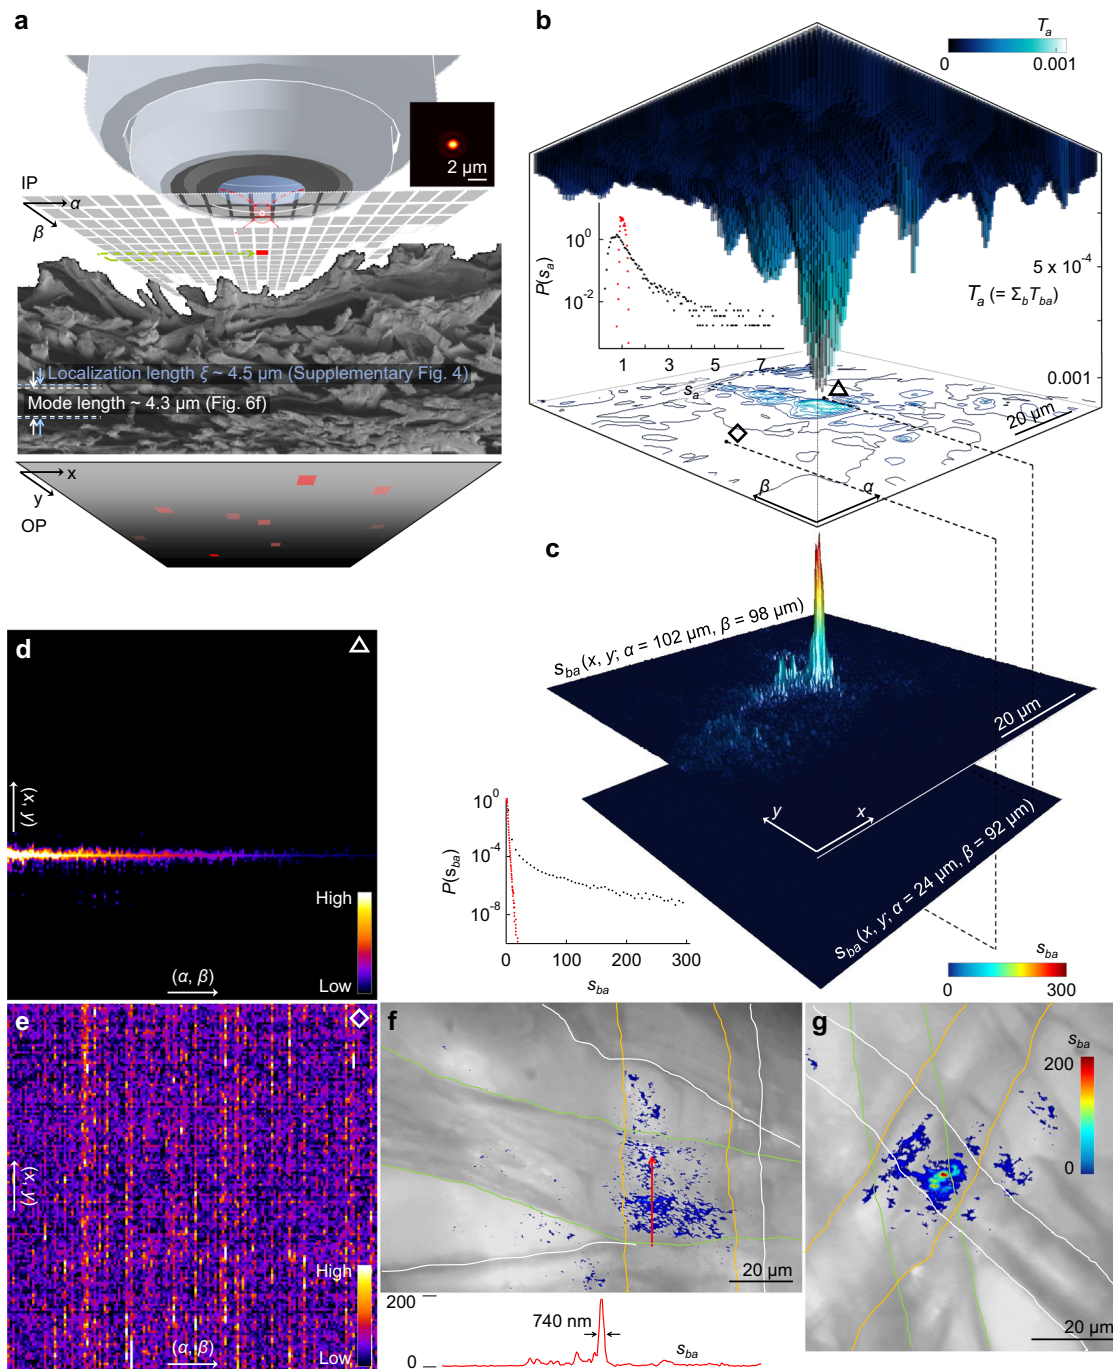 a
2 µm
IP
α
β
Localization length ξ ~ 4.5 µm (Supplementary Fig. 4)
Mode length ~ 4.3 µm (Fig. 6f)
x
y
OP
b
T_a
0 0.001
P(s_a)
10^0
10^-2
1 3 5 7
5 x 10^-4
T_a (= Σ_b T_ba)
0.001
s_a
20 µm
β
α
c
s_ba (x, y; α = 102 µm, β = 98 µm)
20 µm
y
x
s_ba (x, y; α = 24 µm, β = 92 µm)
P(s_ba)
10^0
10^-4
10^-8
0 100 200 300
s_ba
s_ba
0 300
d
(x, y)
(α, β)
High
Low
e
(x, y)
(α, β)
High
Low
f
20 µm
200
0
740 nm
s_ba
g
s_ba
200
0
20 µm